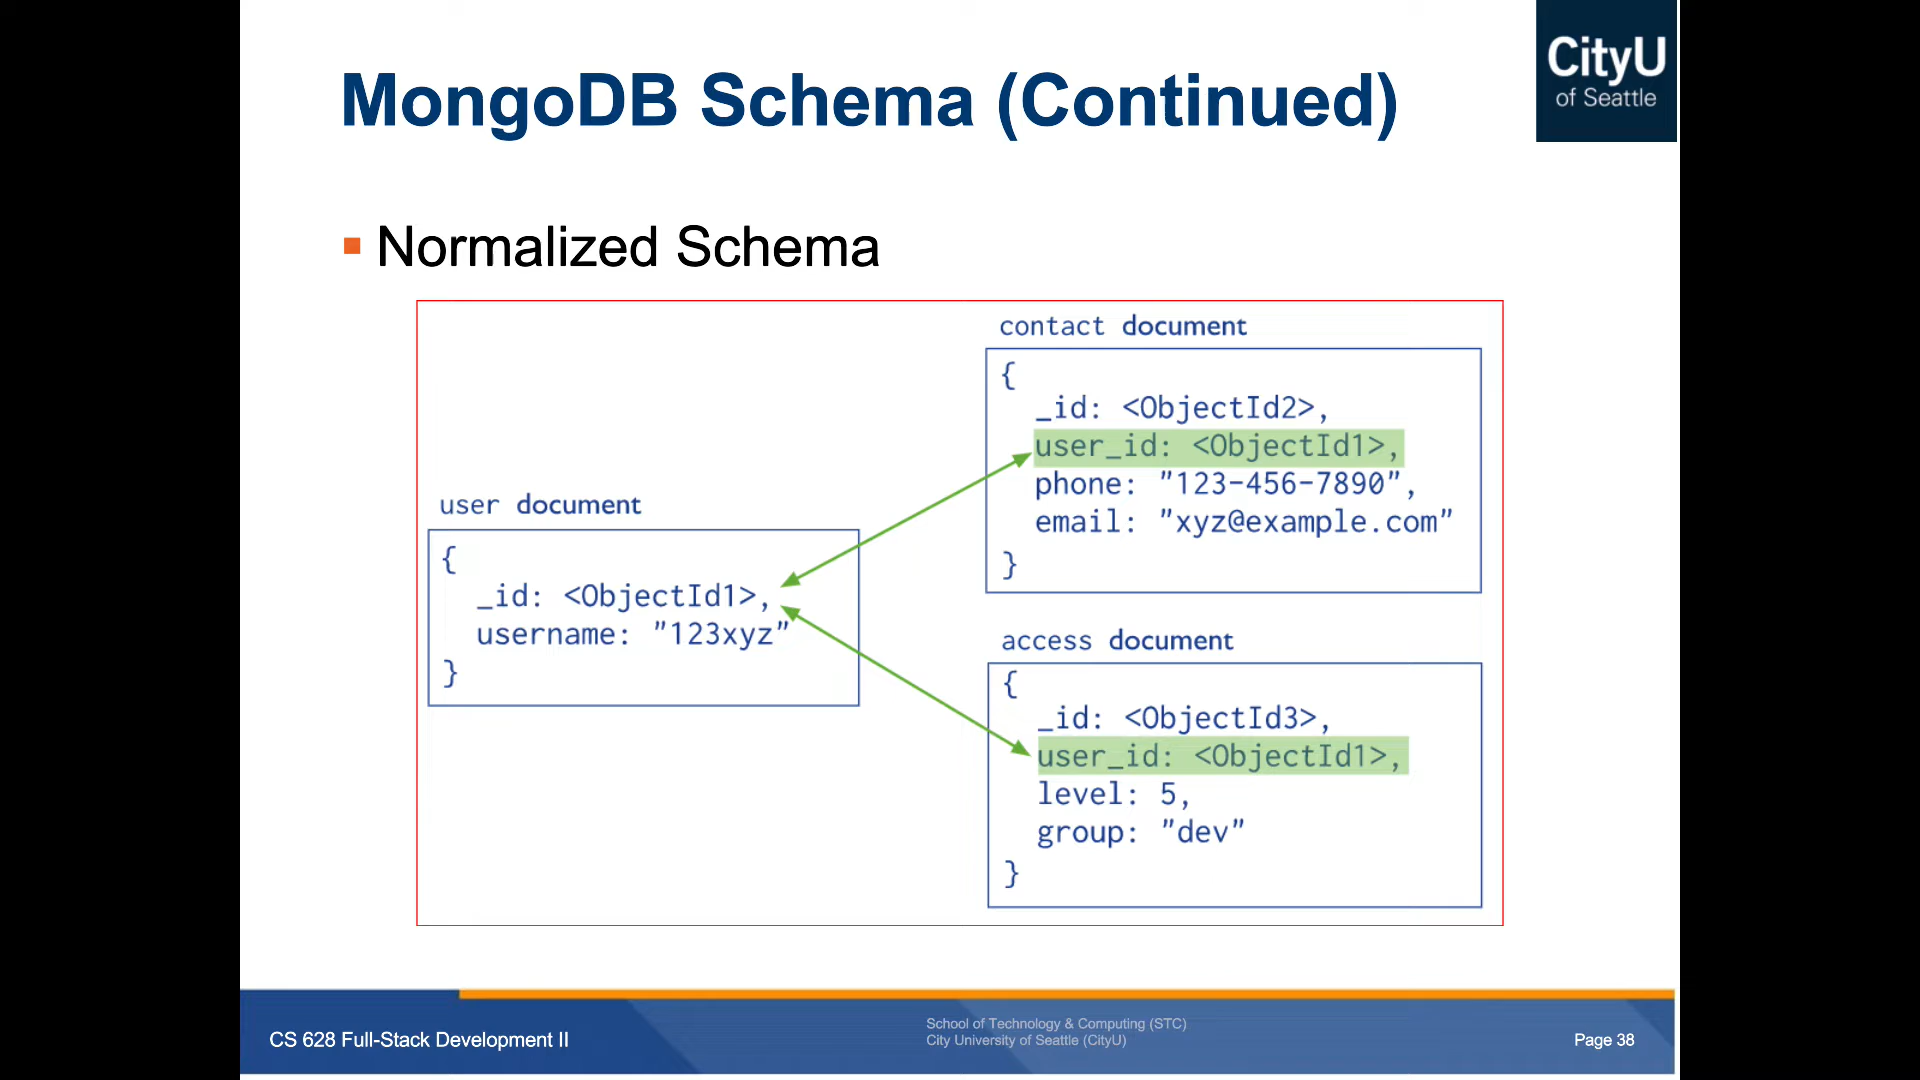 MongoDB Schema (Continued)
CityU
of Seattle
Normalized Schema
user document
{
_id: <ObjectId1>,
username: "123xyz"
}
contact document
{
_id: <ObjectId2>,
user_id: <ObjectId1>,
phone: "123-456-7890",
email: "xyz@example.com"
}
access document
{
_id: <ObjectId3>,
user_id: <ObjectId1>,
level: 5,
group: "dev"
}
CS 628 Full-Stack Development II
School of Technology & Computing (STC)
City University of Seattle (CityU)
Page 38